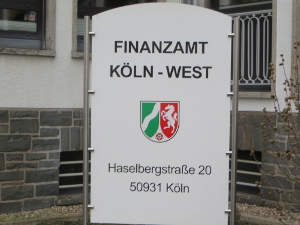 FINANZAMT
KÖLN - WEST
Haselbergstraße 20
50931 Köln